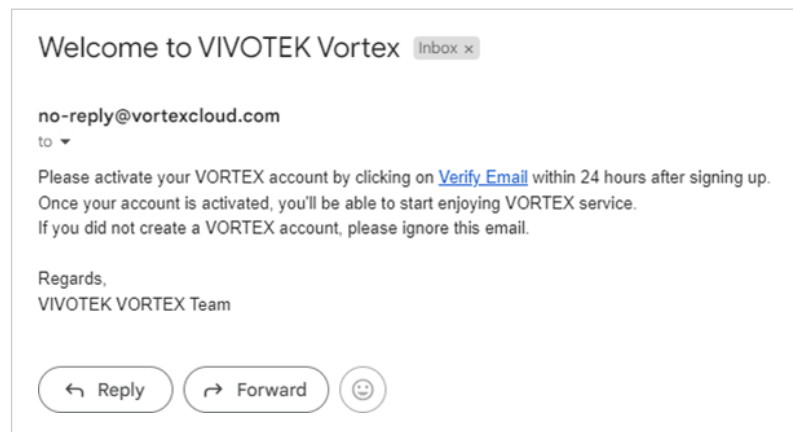 Welcome to VIVOTEK Vortex Inbox ×
no-reply@vortexcloud.com
to
Please activate your VORTEX account by clicking on Verify Email within 24 hours after signing up.
Once your account is activated, you'll be able to start enjoying VORTEX service.
If you did not create a VORTEX account, please ignore this email.
Regards,
VIVOTEK VORTEX Team
Reply Forward